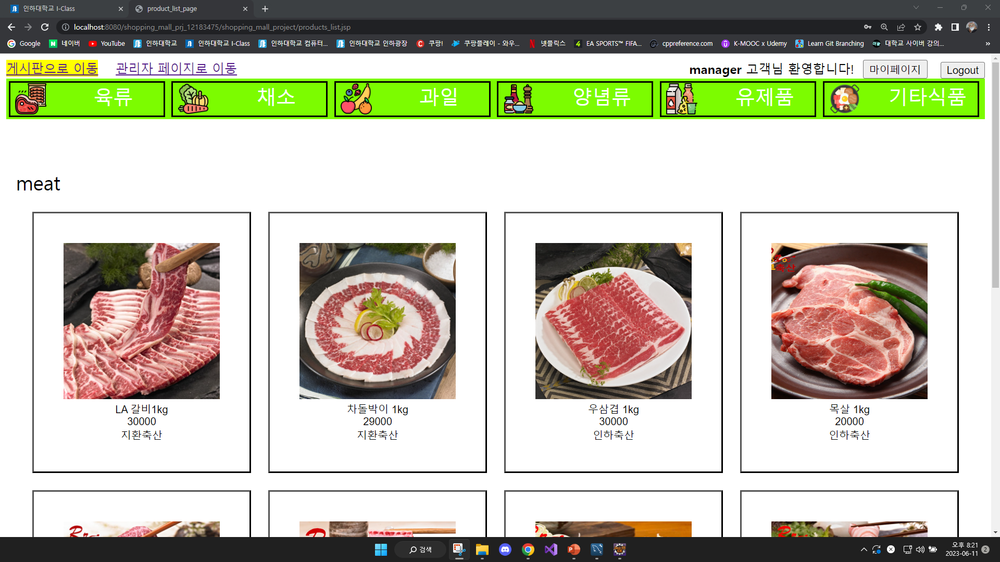 인하대학교 I-Class
product_list_page
localhost:8080/shopping_mall_prj_12183475/shopping_mall_project/products_list.jsp
Google 네이버 YouTube 인하대학교 인하대학교 I-Class 인하대학교 컴퓨터... 인하대학교 인하광장 쿠팡! 쿠팡플레이 - 와우... 넷플릭스 EA SPORTS™ FIFA... cppreference.com K-MOOC x Udemy Learn Git Branching 대학교 사이버 강의... »
게시판으로 이동 관리자 페이지로 이동 manager 고객님 환영합니다! 마이페이지 Logout
육류 채소 과일 양념류 유제품 기타식품
meat
축산
LA 갈비1kg
30000
지환축산
차돌박이 1kg
29000
지환축산
우삼겹 1kg
30000
인하축산
목살 1kg
20000
인하축산
검색
오후 8:21
2023-06-11
2